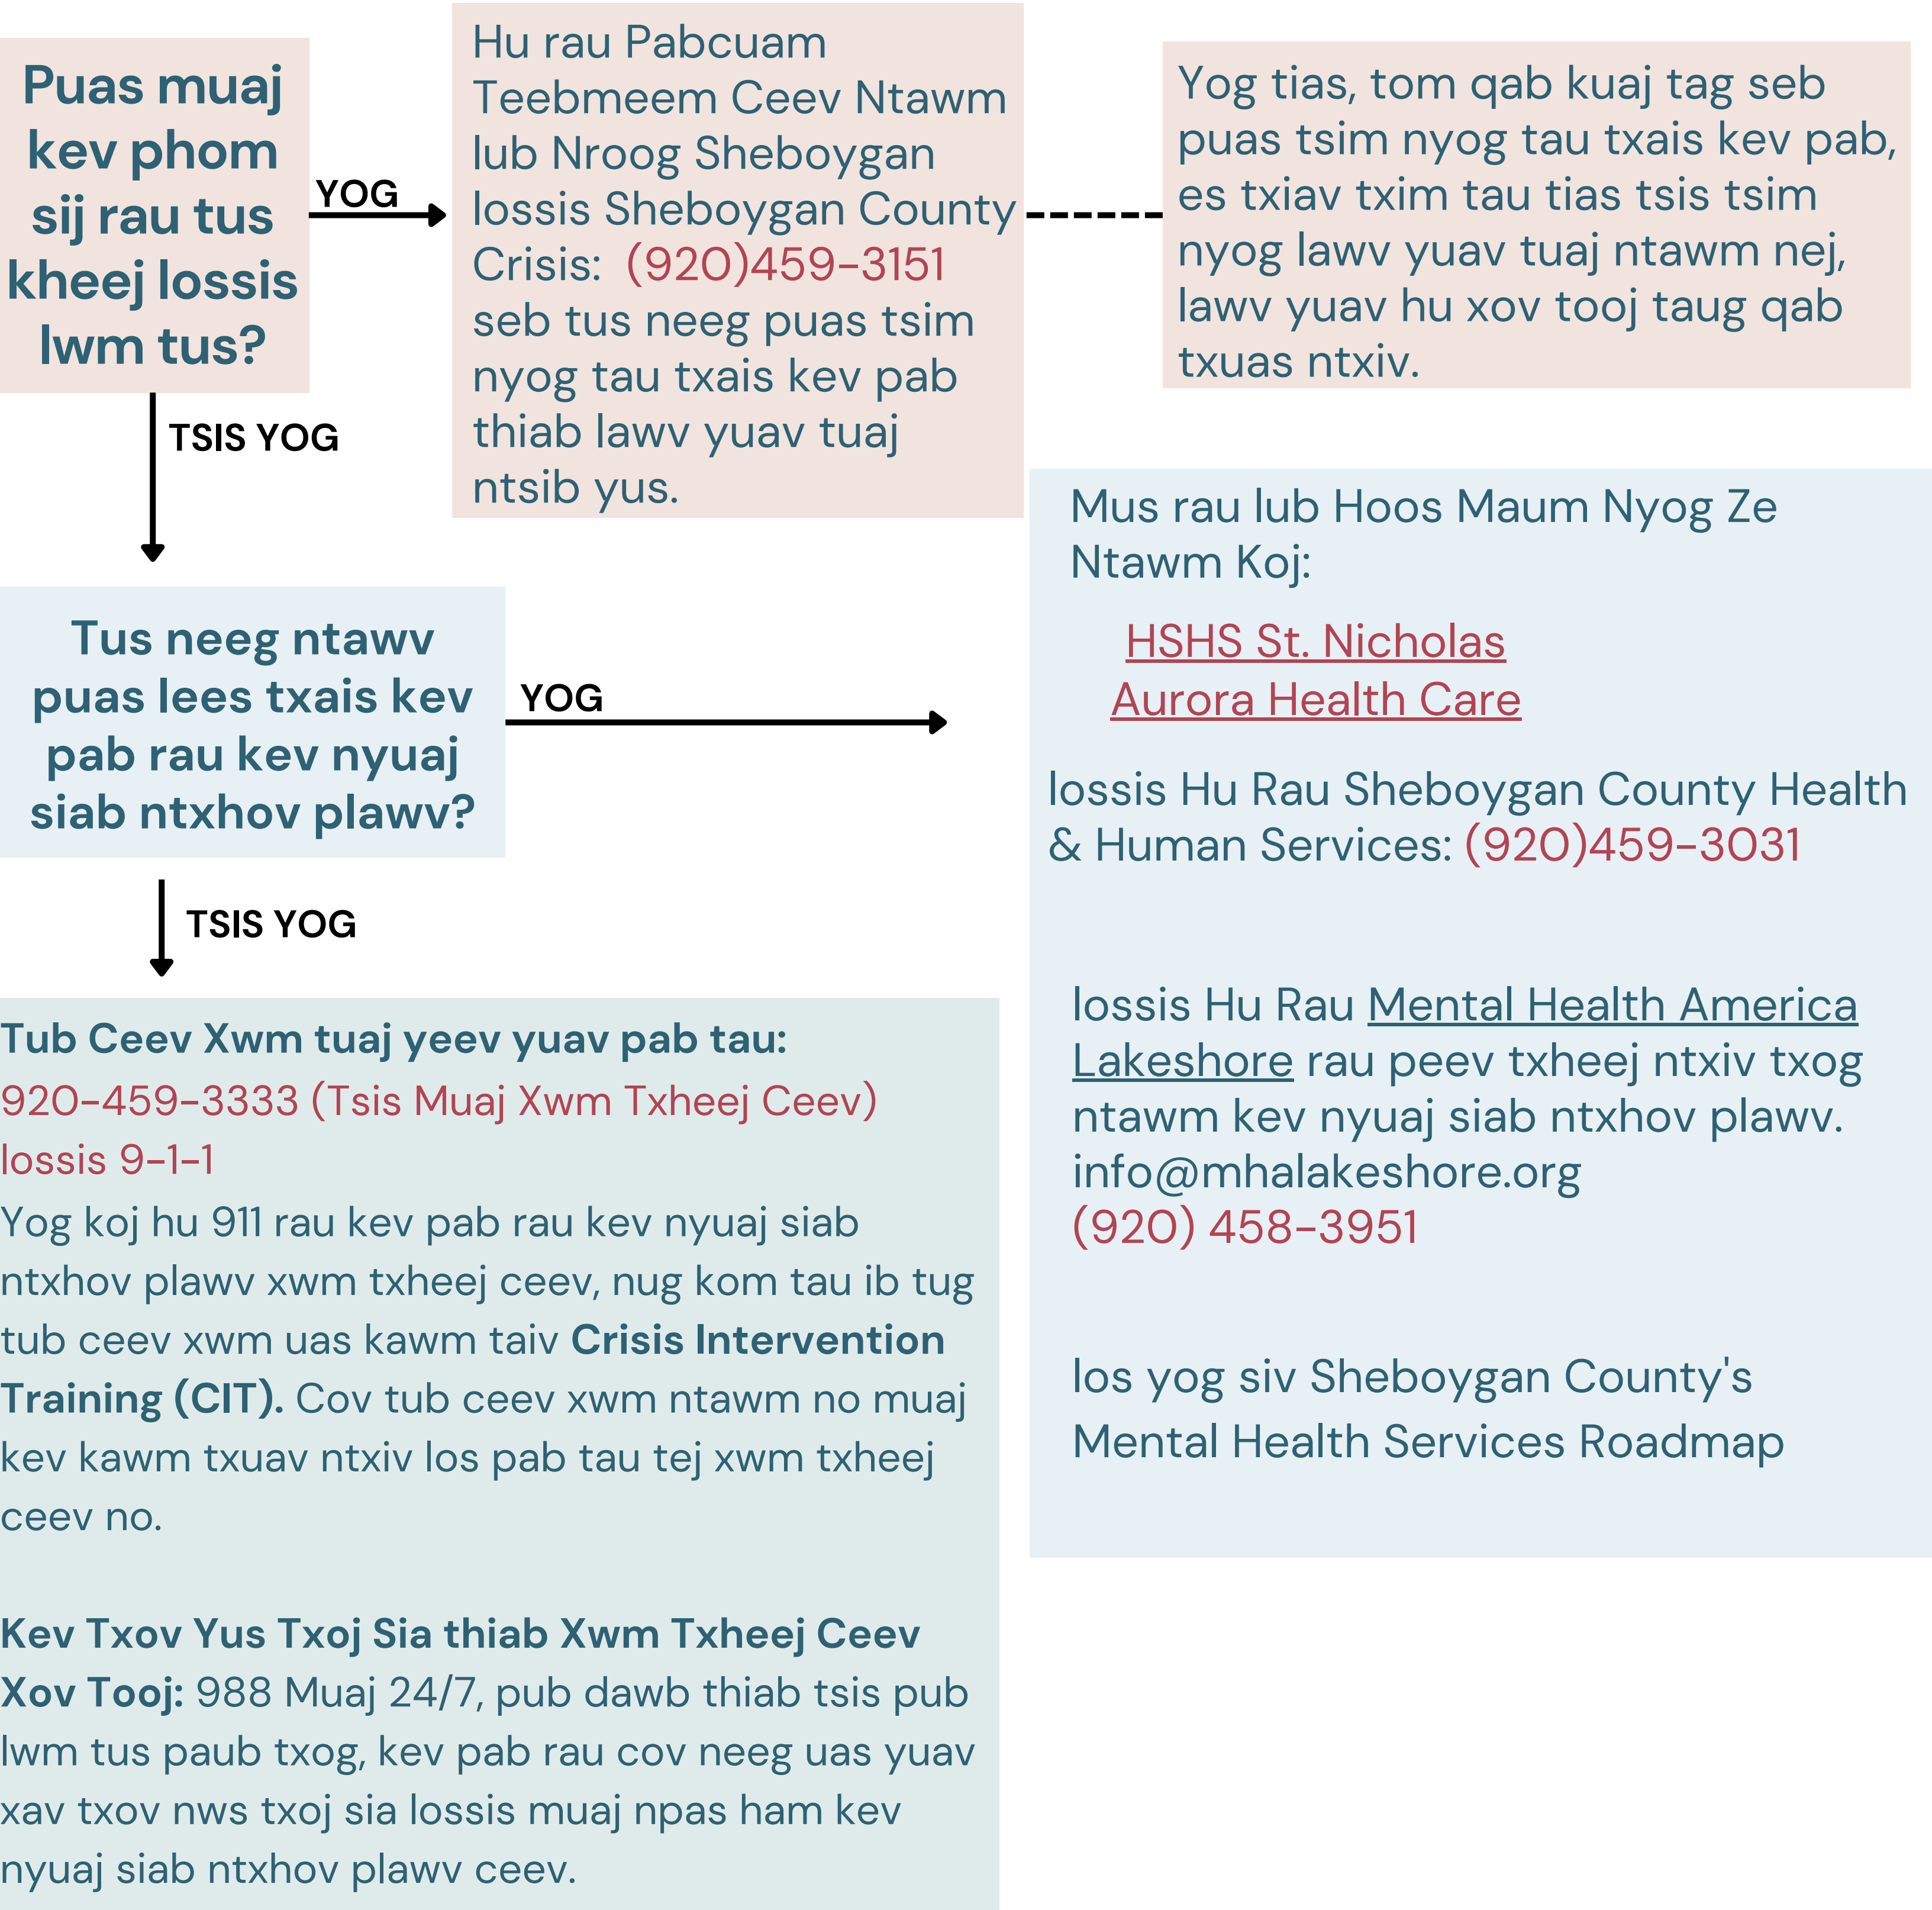 Puas muaj
kev phom
sij rau tus
kheej lossis
lwm tus?
YOG
Hu rau Pabcuam
Teebmeem Ceev Ntawm
lub Nroog Sheboygan
lossis Sheboygan County
Crisis: (920)459-3151
seb tus neeg puas tsim
nyog tau txais kev pab
thiab lawv yuav tuaj
ntsib yus.
Yog tias, tom qab kuaj tag seb
puas tsim nyog tau txais kev pab,
es txiav txim tau tias tsis tsim
nyog lawv yuav tuaj ntawm nej,
lawv yuav hu xov tooj taug qab
txuas ntxiv.
TSIS YOG
Tus neeg ntawv
puas lees txais kev
pab rau kev nyuaj
siab ntxhov plawv?
YOG
Mus rau lub Hoos Maum Nyog Ze
Ntawm Koj:
HSHS St. Nicholas
Aurora Health Care
lossis Hu Rau Sheboygan County Health
& Human Services: (920)459-3031
lossis Hu Rau Mental Health America
Lakeshore rau peev txheej ntxiv txog
ntawm kev nyuaj siab ntxhov plawv.
info@mhalakeshore.org
(920) 458-3951
los yog siv Sheboygan County's
Mental Health Services Roadmap
TSIS YOG
Tub Ceev Xwm tuaj yeev yuav pab tau:
920-459-3333 (Tsis Muaj Xwm Txheej Ceev)
lossis 9-1-1
Yog koj hu 911 rau kev pab rau kev nyuaj siab
ntxhov plawv xwm txheej ceev, nug kom tau ib tug
tub ceev xwm uas kawm taiv Crisis Intervention
Training (CIT). Cov tub ceev xwm ntawm no muaj
kev kawm txuav ntxiv los pab tau tej xwm txheej
ceev no.
Kev Txov Yus Txoj Sia thiab Xwm Txheej Ceev
Xov Tooj: 988 Muaj 24/7, pub dawb thiab tsis pub
lwm tus paub txog, kev pab rau cov neeg uas yuav
xav txov nws txoj sia lossis muaj npas ham kev
nyuaj siab ntxhov plawv ceev.